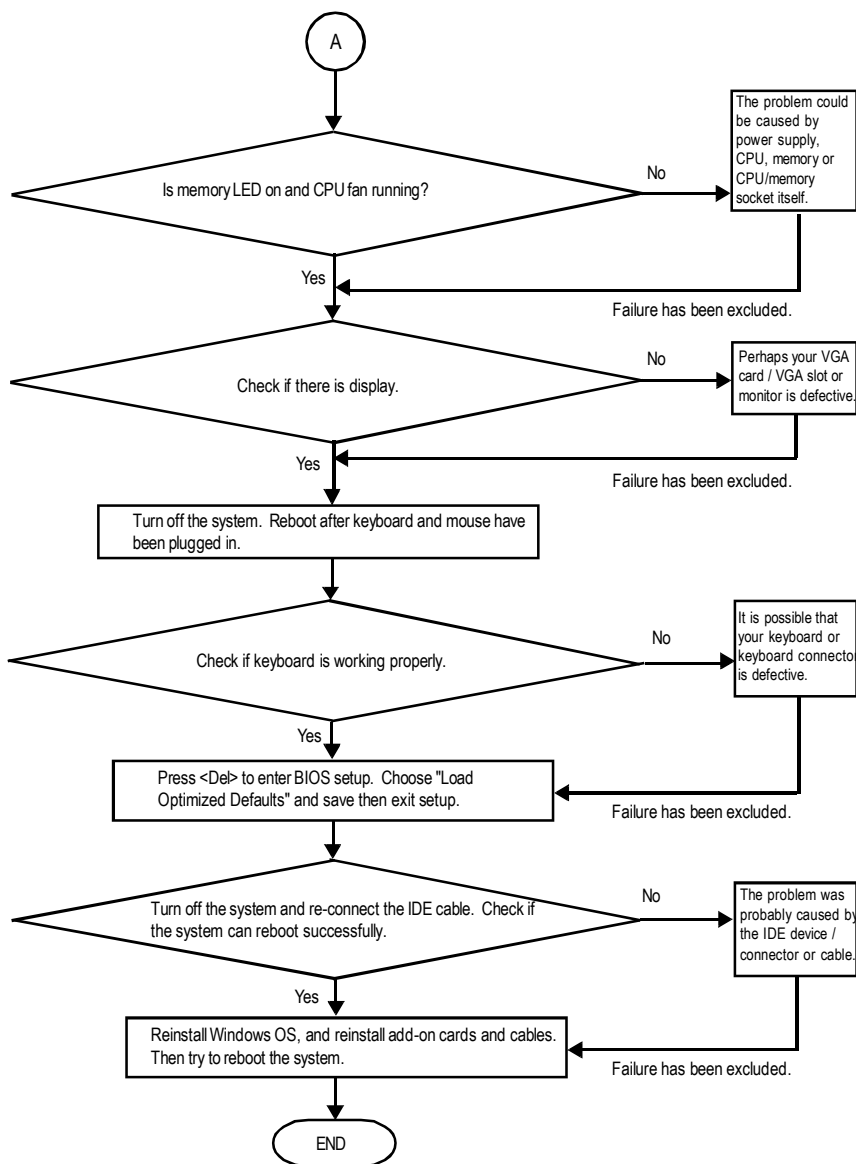 A
Is memory LED on and CPU fan running?
No
The problem could
be caused by
power supply,
CPU, memory or
CPU/memory
socket itself.
Yes
Failure has been excluded.
Check if there is display.
No
Perhaps your VGA
card / VGA slot or
monitor is defective.
Yes
Failure has been excluded.
Turn off the system. Reboot after keyboard and mouse have
been plugged in.
Check if keyboard is working properly.
No
It is possible that
your keyboard or
keyboard connector
is defective.
Yes
Press <Del> to enter BIOS setup. Choose "Load
Optimized Defaults" and save then exit setup.
Failure has been excluded.
Turn off the system and re-connect the IDE cable. Check if
the system can reboot successfully.
No
The problem was
probably caused by
the IDE device /
connector or cable.
Yes
Reinstall Windows OS, and reinstall add-on cards and cables.
Then try to reboot the system.
Failure has been excluded.
END